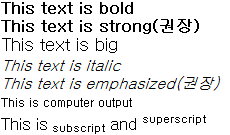 This text is bold
This text is strong(권장)
This text is big
This text is italic
This text is emphasized(권장)
This is computer output
This is subscript and superscript